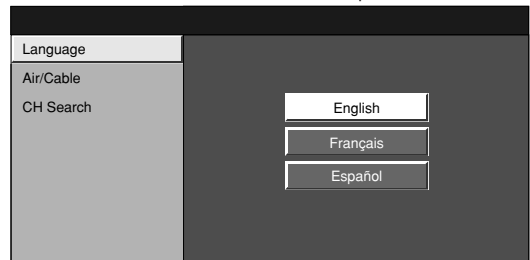 Language
Air/Cable
CH Search
English
Français
Español